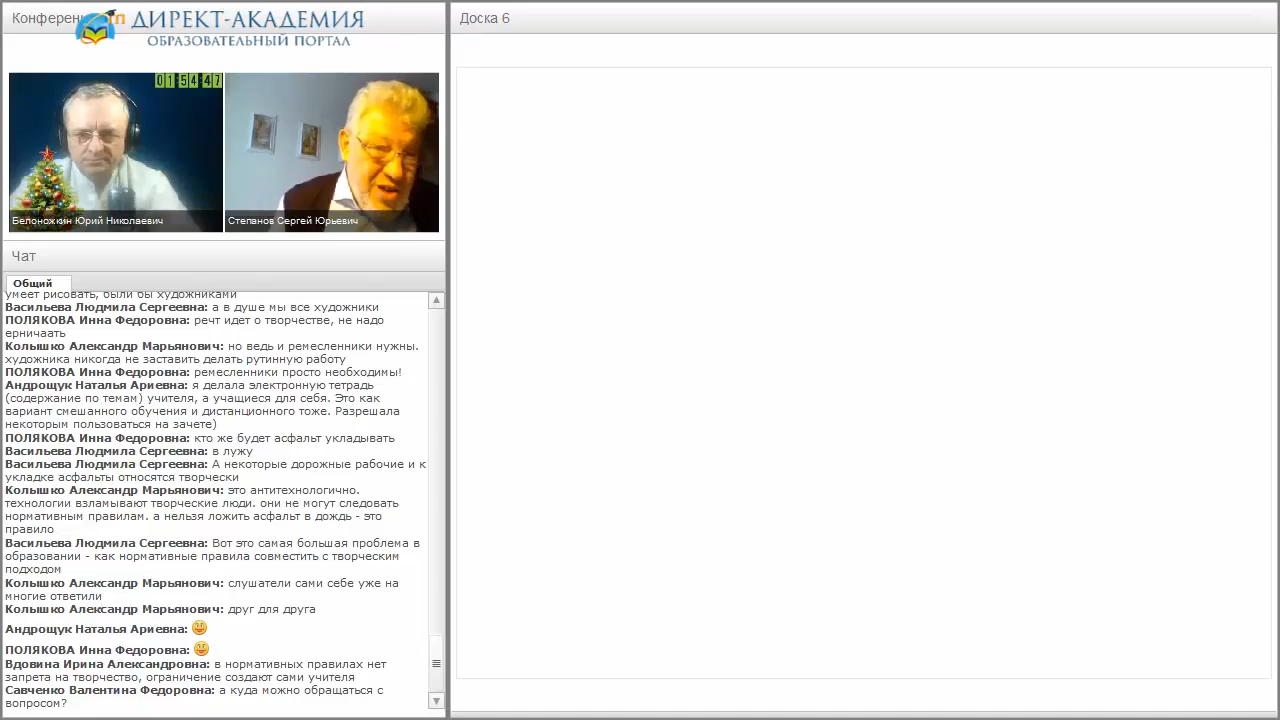 Конферен
ДИРЕКТ-АКАДЕМИЯ
ОБРАЗОВАТЕЛЬНЫЙ ПОРТАЛ
Доска 6
01:54:47
Белоножкин Юрий Николаевич
Степанов Сергей Юрьевич
Чат
Общий
умеет рисовать, были бы художниками
Васильева Людмила Сергеевна: а в душе мы все художники
ПОЛЯКОВА Инна Федоровна: речт идет о творчестве, не надо
ерничаать
Колышко Александр Марьянович: но ведь и ремесленники нужны.
художника никогда не заставить делать рутинную работу
ПОЛЯКОВА Инна Федоровна: ремесленники просто необходимы!
Андрощук Наталья Ариевна: я делала электронную тетрадь
(содержание по темам) учителя, а учащиеся для себя. Это как
вариант смешанного обучения и дистанционного тоже. Разрешала
некоторым пользоваться на зачете)
ПОЛЯКОВА Инна Федоровна: кто же будет асфальт укладывать
Васильева Людмила Сергеевна: в лужу
Васильева Людмила Сергеевна: А некоторые дорожные рабочие и к
укладке асфальты относятся творчески
Колышко Александр Марьянович: это антитехнологично.
технологии взламывают творческие люди. они не могут следовать
нормативным правилам. а нельзя ложить асфальт в дождь - это
правило
Васильева Людмила Сергеевна: Вот это самая большая проблема в
образовании - как нормативные правила совместить с творческим
подходом
Колышко Александр Марьянович: слушатели сами себе уже на
многие ответили
Колышко Александр Марьянович: друг для друга
Андрощук Наталья Ариевна:
ПОЛЯКОВА Инна Федоровна:
Вдовина Ирина Александровна: в нормативных правилах нет
запрета на творчество, ограничение создают сами учителя
Савченко Валентина Федоровна: а куда можно обращаться с
вопросом?